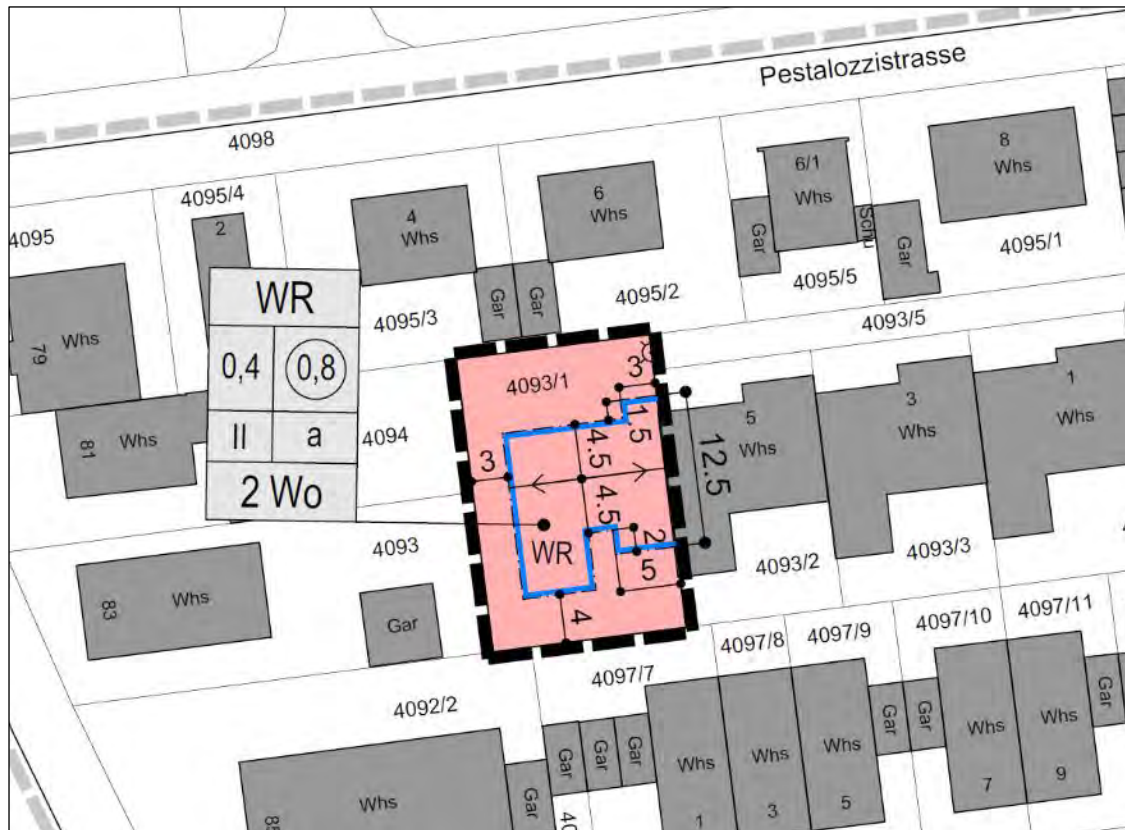 Pestalozzistrasse
4098
8
Whs
6/1
Whs
6
Whs
4095/4
2
4
Whs
Gar
Schu
Gar
4095/1
4095
4095/5
4095/2
Gar
Gar
4095/3
4093/5
WR
0,4
0,8
II
a
2 Wo
Whs
79
Whs
81
4094
4093/1
3
1.5
4.5
4.5
3
12.5
2
5
4
WR
5
Whs
3
Whs
1
Whs
4093
4093/2
4093/3
Whs
83
Gar
4097/11
4097/10
4097/9
4097/8
4097/7
4092/2
Gar
Gar
Gar
Gar
Gar
Gar
Gar
Whs
1
Whs
3
Whs
5
Whs
7
Whs
9
Whs
85